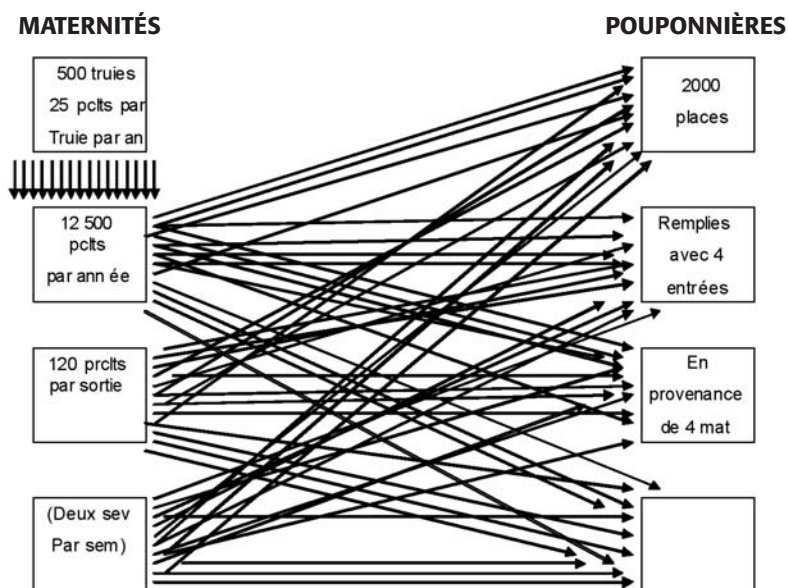 MATERNITÉS
POUPONNIÈRES
500 truies
25 pclts par
Truie par an
2000
places
12 500
pclts
par ann ée
Remplies
avec 4
entrées
120 prclts
par sortie
En
provenance
de 4 mat
(Deux sev
Par sem)